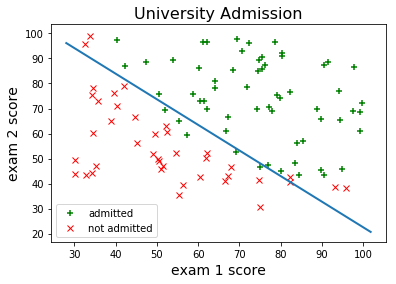 University Admission
exam 2 score
100
90
80
70
60
50
40
30
20
admitted
not admitted
30 40 50 60 70 80 90 100
exam 1 score